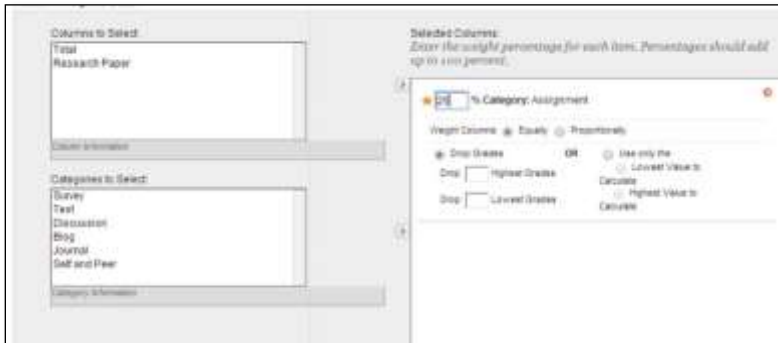 Columns to Select:
Total
Research Paper
Column Information
Categories to Select:
Survey
Test
Discussion
Blog
Journal
Self and Peer
Category Information
Selected Columns:
Enter the weight percentage for each item. Percentages should add
up to 100 percent.
% Category: Assignment
Weight Columns: Equally Proportionally
Drop Grades OR Use only the
Drop Highest Grades
Lowest Value to
Calculate
Drop Lowest Grades
Highest Value to
Calculate